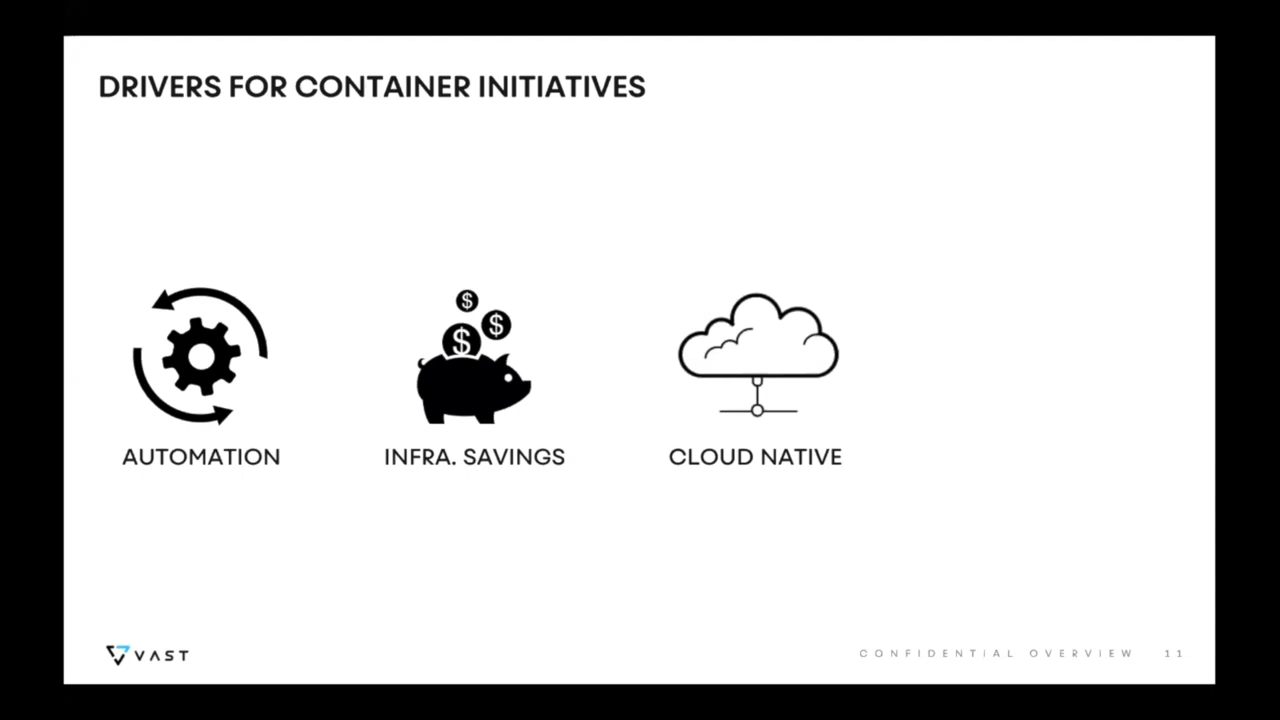 DRIVERS FOR CONTAINER INITIATIVES
$
$
$
AUTOMATION
INFRA. SAVINGS
CLOUD NATIVE
VAST
CONFIDENTIAL OVERVIEW 11